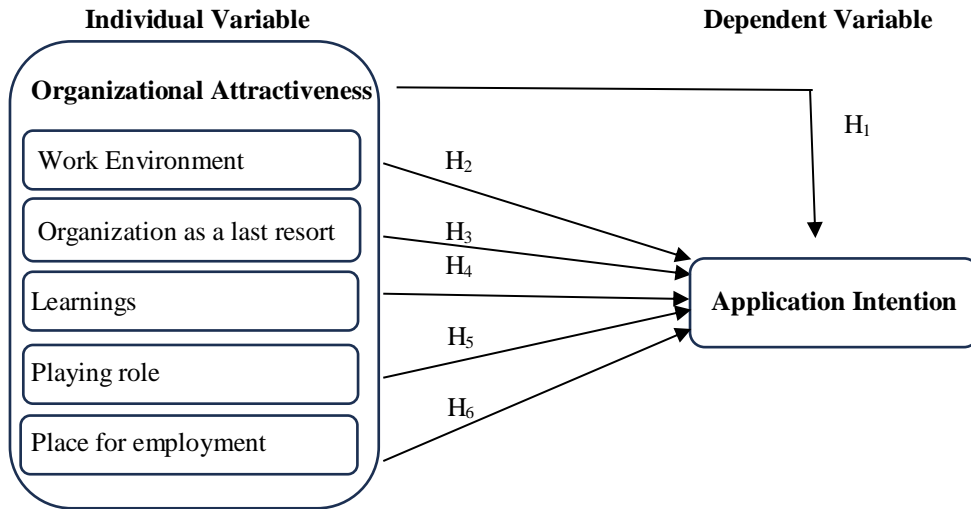 Individual Variable
Dependent Variable
Organizational Attractiveness
H₁
Work Environment
H₂
Organization as a last resort
H₃
H₄
Learnings
Application Intention
H₅
Playing role
H₆
Place for employment